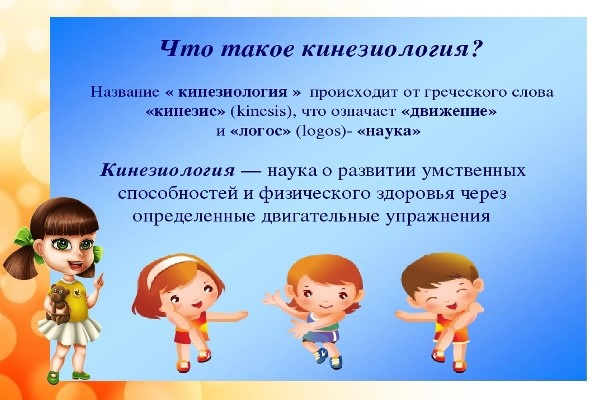 Что такое кинезиология?
Название « кинезиология » происходит от греческого слова
«кинезис» (kinesis), что означает «движение»
и «логос» (logos)- «наука»
Кинезиология — наука о развитии умственных
способностей и физического здоровья через
определенные двигательные упражнения